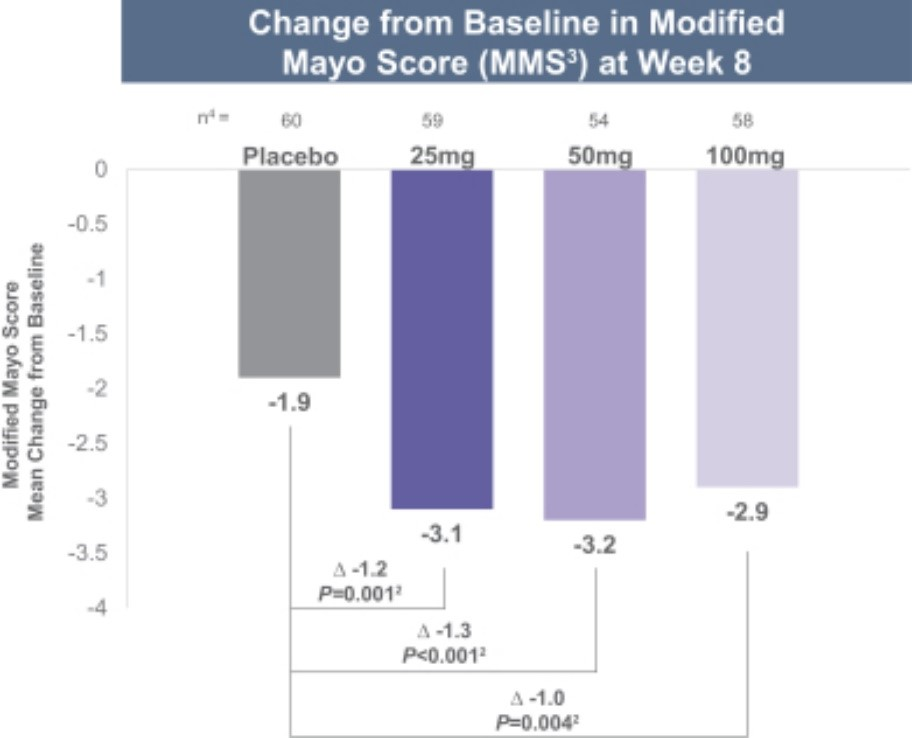 Change from Baseline in Modified
Mayo Score (MMS³) at Week 8
n⁴ = 60 59 54 58
Placebo 25mg 50mg 100mg
0
-0.5
-1
-1.5
-2
-2.5
-3
-3.5
-4
Modified Mayo Score
Mean Change from Baseline
-1.9
-3.1
-3.2
-2.9
Δ -1.2
P=0.001²
Δ -1.3
P<0.001²
Δ -1.0
P=0.004²